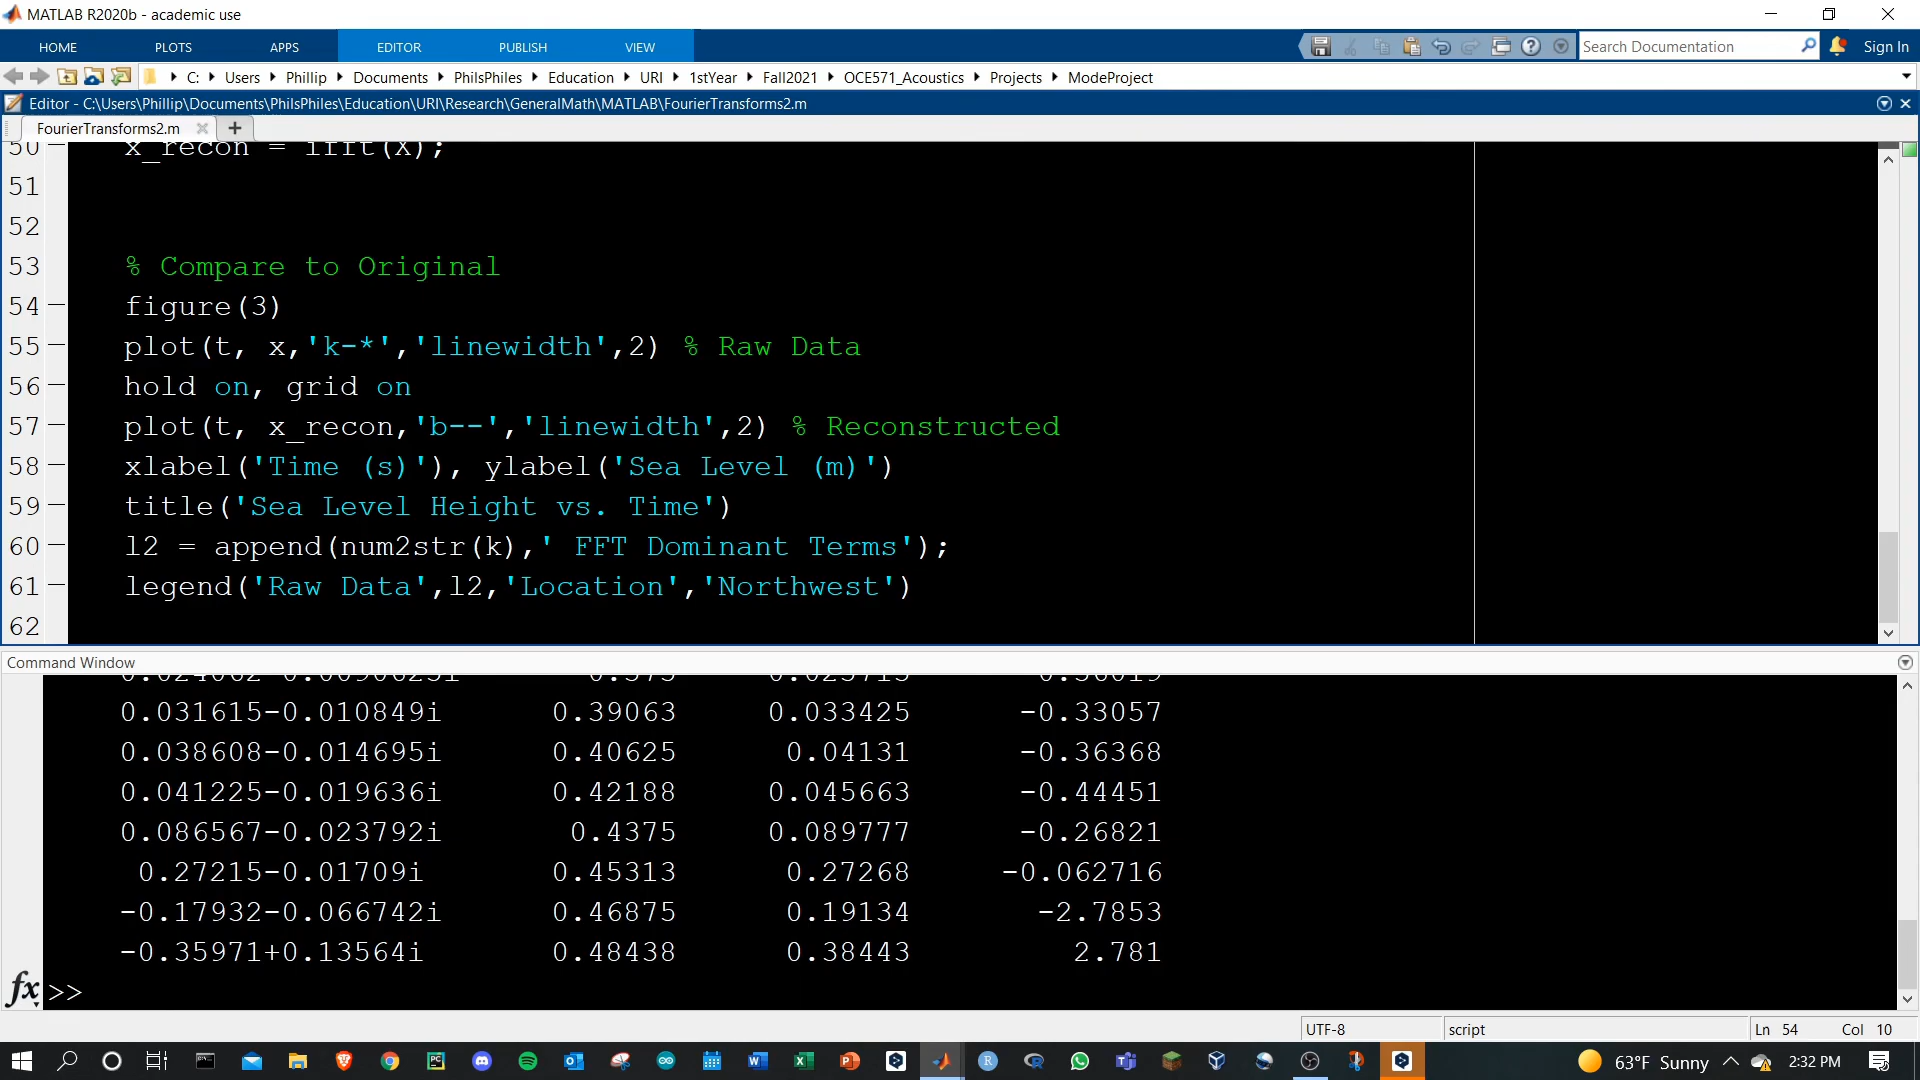 MATLAB R2020b - academic use
HOME PLOTS APPS EDITOR PUBLISH VIEW Search Documentation Sign In
C: Users Phillip Documents PhilsPhiles Education URI 1stYear Fall2021 OCE571_Acoustics Projects ModeProject
Editor - C:\Users\Phillip\Documents\PhilsPhiles\Education\URI\Research\GeneralMath\MATLAB\FourierTransforms2.m
FourierTransforms2.m
50 x_recon = ifft(X);
51
52
53 % Compare to Original
54 figure(3)
55 plot(t, x,'k-*','linewidth',2) % Raw Data
56 hold on, grid on
57 plot(t, x_recon,'b--','linewidth',2) % Reconstructed
58 xlabel('Time (s)'), ylabel('Sea Level (m)')
59 title('Sea Level Height vs. Time')
60 l2 = append(num2str(k),' FFT Dominant Terms');
61 legend('Raw Data',l2,'Location','Northwest')
62
Command Window
0.031615-0.010849i 0.39063 0.033425 -0.33057
0.038608-0.014695i 0.40625 0.04131 -0.36368
0.041225-0.019636i 0.42188 0.045663 -0.44451
0.086567-0.023792i 0.4375 0.089777 -0.26821
0.27215-0.01709i 0.45313 0.27268 -0.062716
-0.17932-0.066742i 0.46875 0.19134 -2.7853
-0.35971+0.13564i 0.48438 0.38443 2.781
fx >>
UTF-8 script Ln 54 Col 10
63°F Sunny 2:32 PM